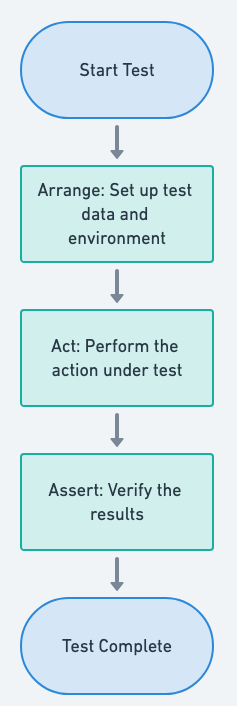 Start Test
Arrange: Set up test
data and
environment
Act: Perform the
action under test
Assert: Verify the
results
Test Complete